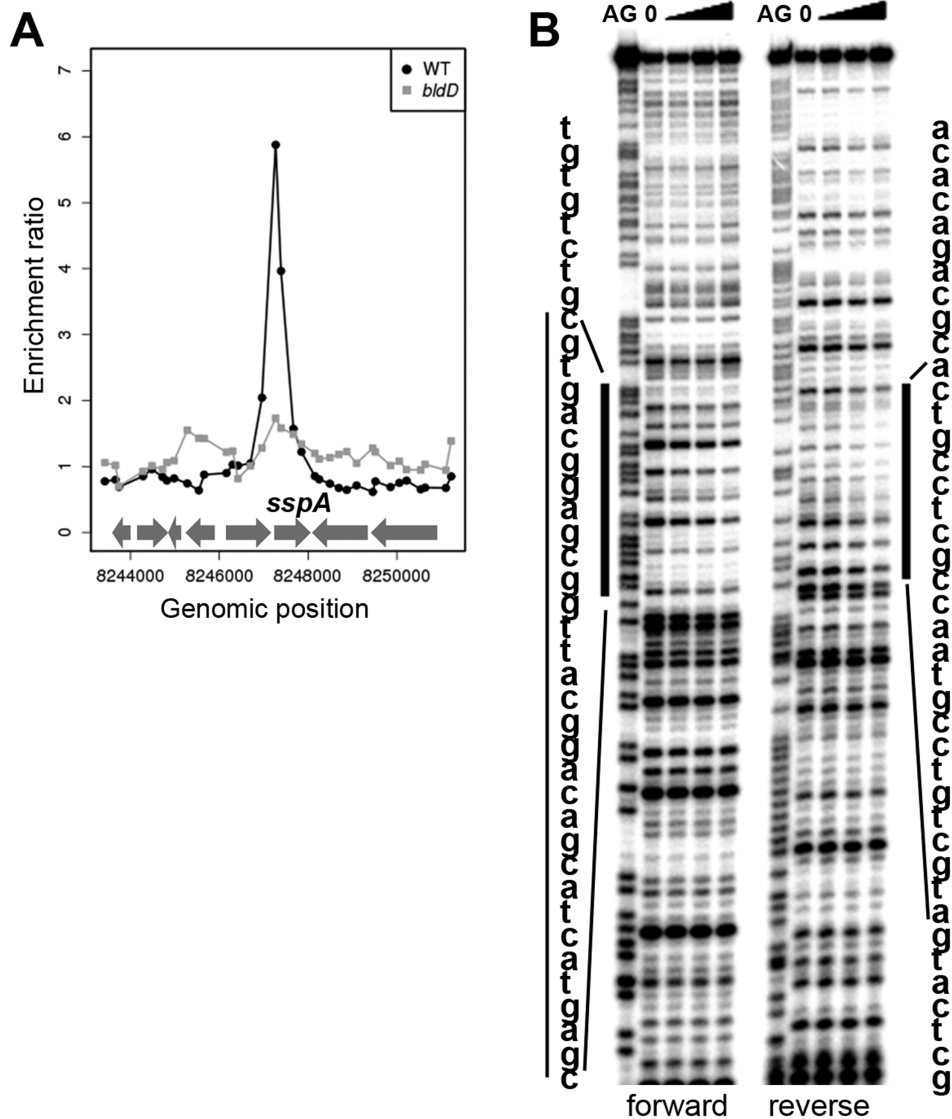 A
7
6
5
4
3
2
1
0
Enrichment ratio
WT
bldD
sspA
8244000 8246000 8248000 8250000
Genomic position
B
AG 0
AG 0
t
g
t
g
t
c
t
g
c
g
t
g
a
c
g
g
a
g
c
g
g
t
t
a
c
g
g
a
c
a
g
c
a
t
c
a
t
g
a
g
c
a
c
a
c
a
g
a
c
g
c
a
c
t
g
c
c
t
c
g
c
c
a
a
t
g
c
c
t
g
t
c
g
t
a
g
t
a
c
t
c
g
forward reverse